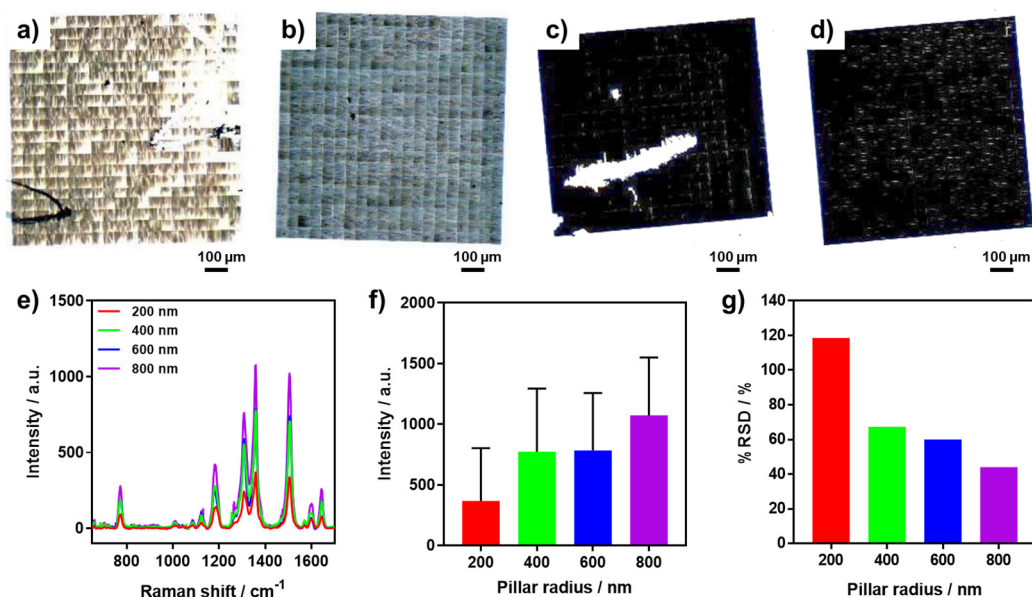 a)
b)
c)
d)
100 µm
100 µm
100 µm
100 µm
e)
1500
1000
500
0
Intensity / a.u.
200 nm
400 nm
600 nm
800 nm
800 1000 1200 1400 1600
Raman shift / cm⁻¹
f)
2000
1500
1000
500
0
Intensity / a.u.
200 400 600 800
Pillar radius / nm
g)
140
120
100
80
60
40
20
0
% RSD / %
200 400 600 800
Pillar radius / nm